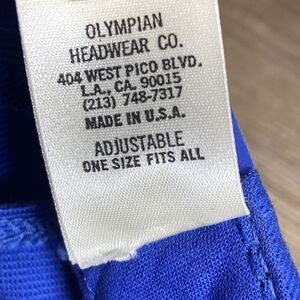 OLYMPIAN
HEADWEAR CO.
404 WEST PICO BLVD.
L.A., CA. 90015
(213) 748-7317
MADE IN U.S.A.
ADJUSTABLE
ONE SIZE FITS ALL